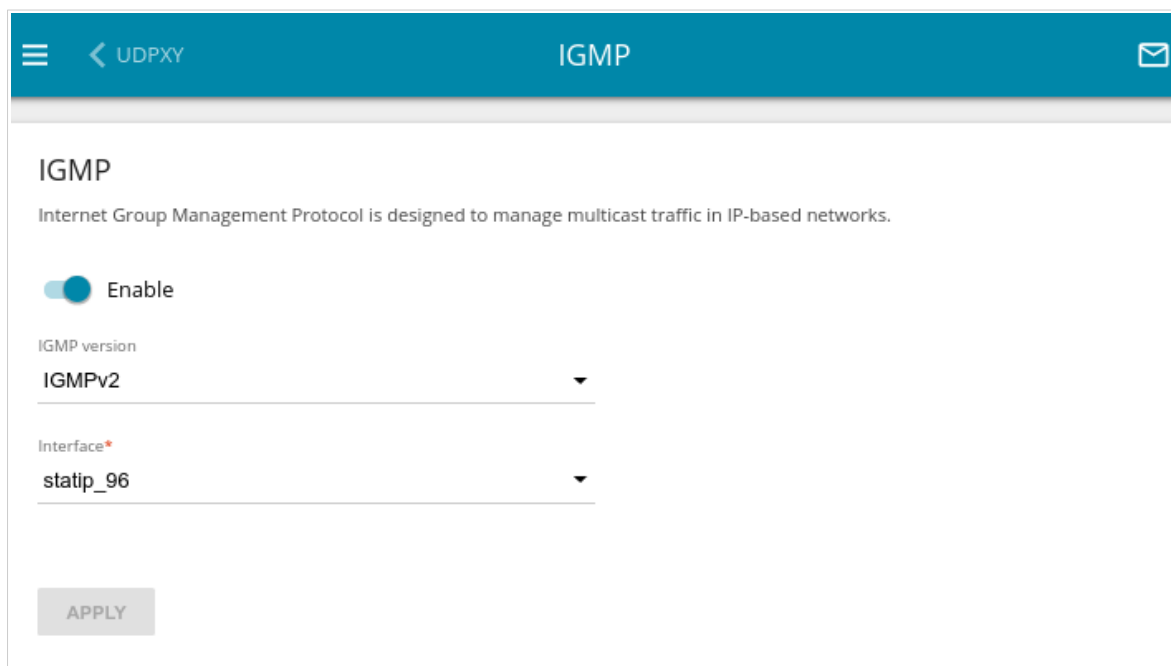 UDPXY
IGMP
IGMP
Internet Group Management Protocol is designed to manage multicast traffic in IP-based networks.
Enable
IGMP version
IGMPv2
Interface*
statip_96
APPLY